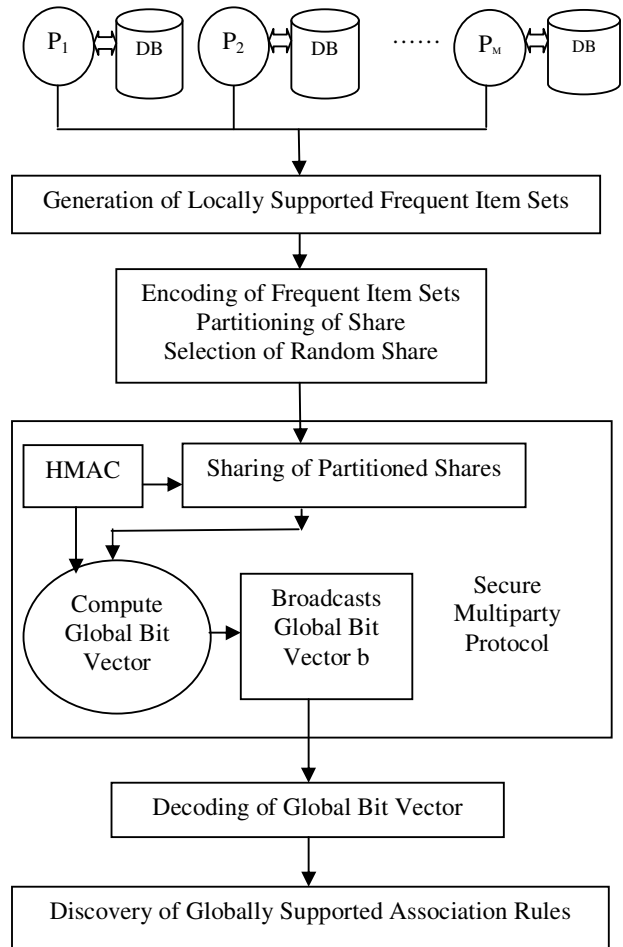 P1 DB P2 DB ...... PM DB
Generation of Locally Supported Frequent Item Sets
Encoding of Frequent Item Sets
Partitioning of Share
Selection of Random Share
HMAC
Sharing of Partitioned Shares
Compute
Global Bit
Vector
Broadcasts
Global Bit
Vector b
Secure
Multiparty
Protocol
Decoding of Global Bit Vector
Discovery of Globally Supported Association Rules